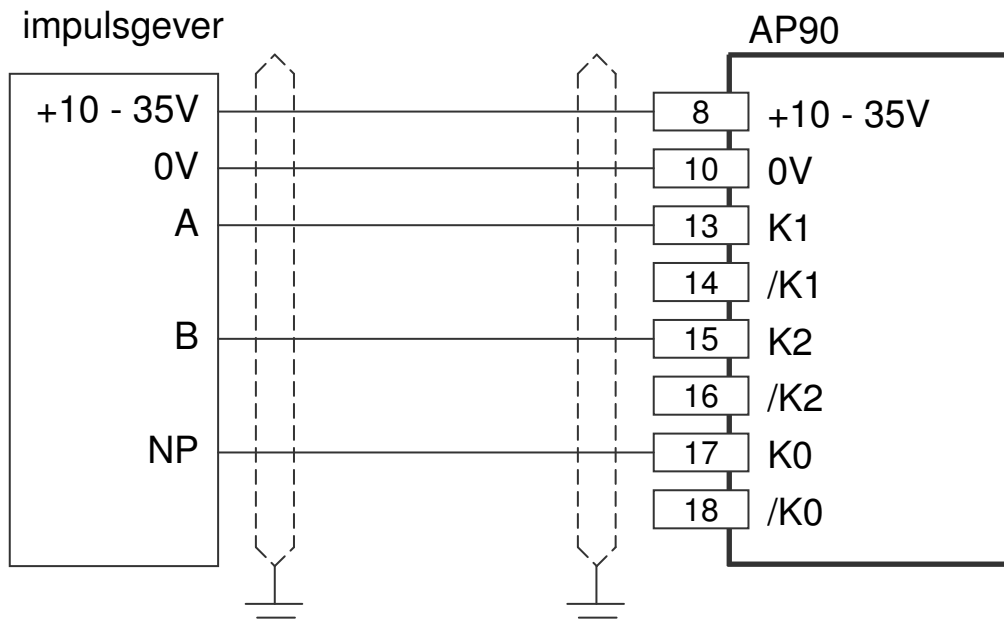 impulsgever
AP90
+10 - 35V
8
+10 - 35V
0V
10
0V
A
13
K1
14
/K1
B
15
K2
16
/K2
NP
17
K0
18
/K0